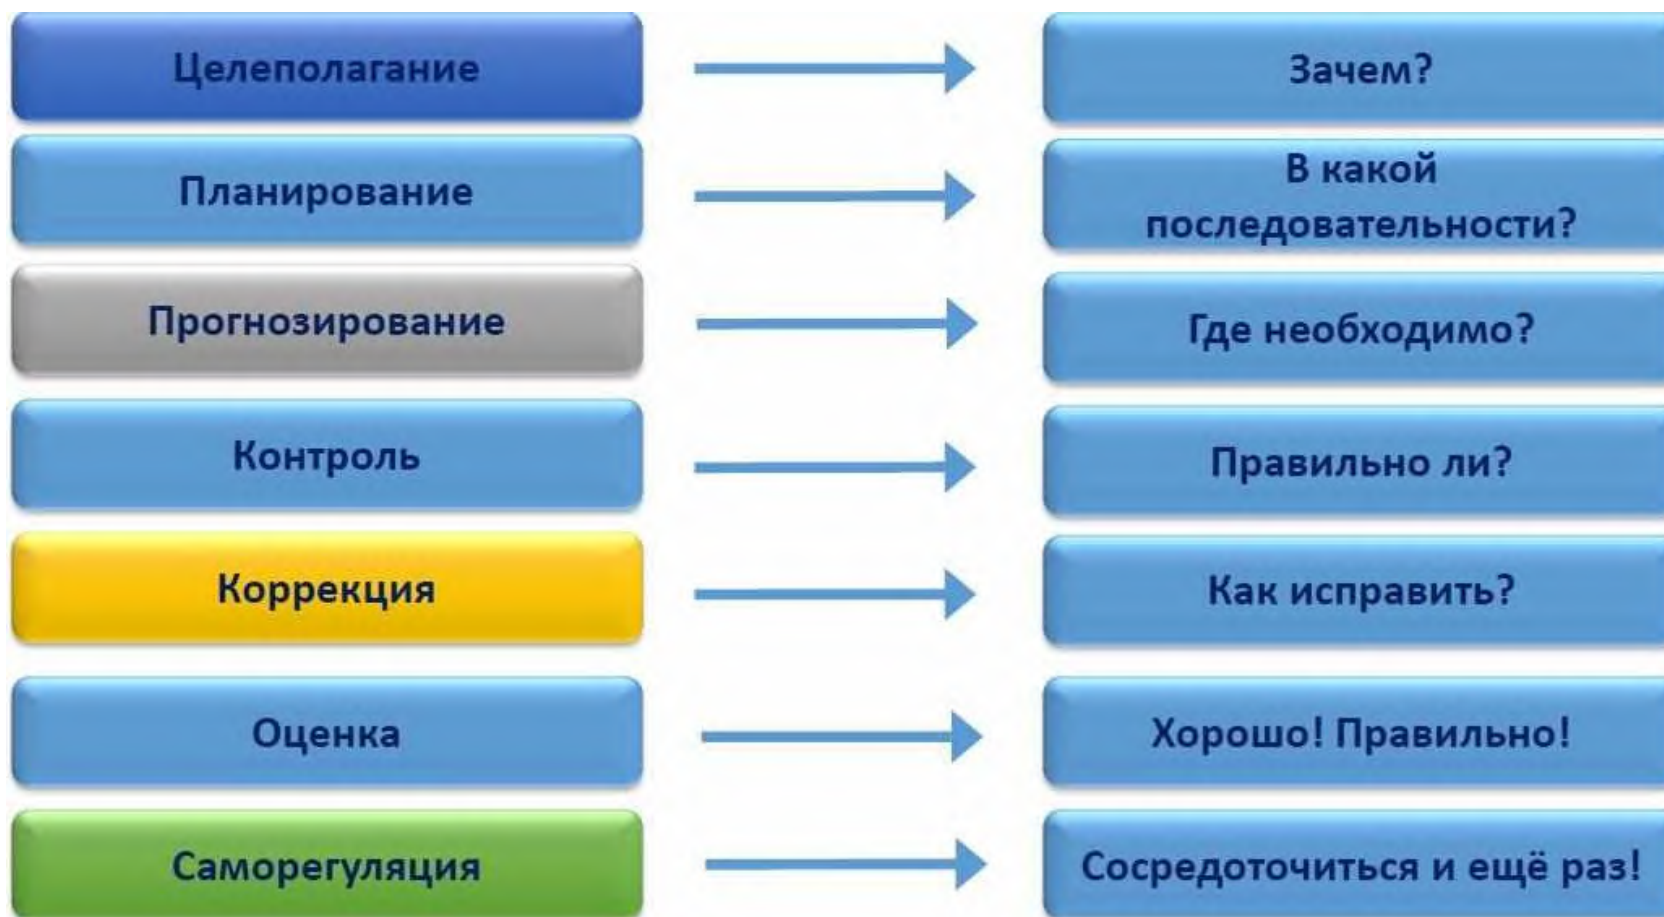 Целеполагание
Зачем?
Планирование
В какой
последовательности?
Прогнозирование
Где необходимо?
Контроль
Правильно ли?
Коррекция
Как исправить?
Оценка
Хорошо! Правильно!
Саморегуляция
Сосредоточиться и ещё раз!